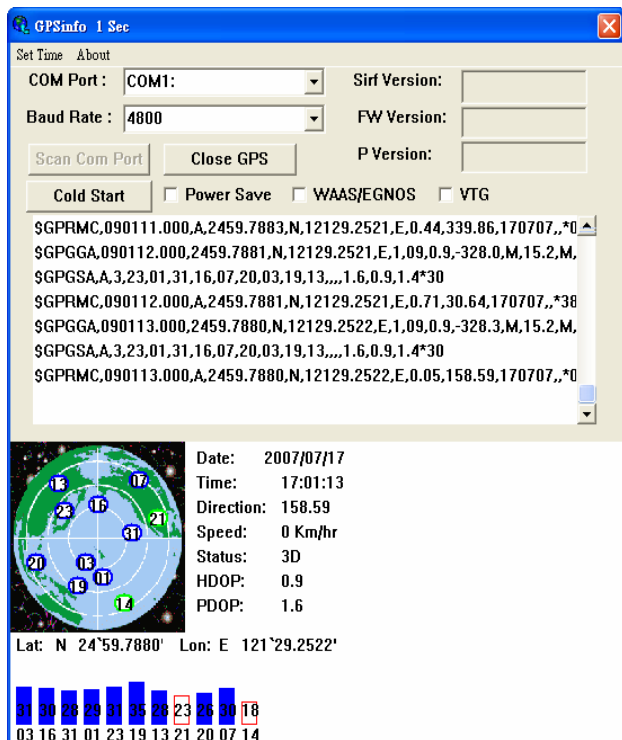 GPSinfo 1 Sec
Set Time About
COM Port : COM1: Sirf Version:
Baud Rate : 4800 FW Version:
Scan Com Port Close GPS P Version:
Cold Start Power Save WAAS/EGNOS VTG
$GPRMC,090111.000,A,2459.7883,N,12129.2521,E,0.44,339.86,170707,,*0
$GPGGA,090112.000,2459.7881,N,12129.2521,E,1,09,0.9,-328.0,M,15.2,M,
$GPGSA,A,3,23,01,31,16,07,20,03,19,13,,,,1.6,0.9,1.4*30
$GPRMC,090112.000,A,2459.7881,N,12129.2521,E,0.71,30.64,170707,,*38
$GPGGA,090113.000,2459.7880,N,12129.2522,E,1,09,0.9,-328.3,M,15.2,M,
$GPGSA,A,3,23,01,31,16,07,20,03,19,13,,,,1.6,0.9,1.4*30
$GPRMC,090113.000,A,2459.7880,N,12129.2522,E,0.05,158.59,170707,,*0
13 07
23 16
21
31
20 03
19 01
14
Date: 2007/07/17
Time: 17:01:13
Direction: 158.59
Speed: 0 Km/hr
Status: 3D
HDOP: 0.9
PDOP: 1.6
Lat: N 24`59.7880' Lon: E 121`29.2522'
31 30 28 29 31 35 28 23 26 30 18
03 16 31 01 23 19 13 21 20 07 14